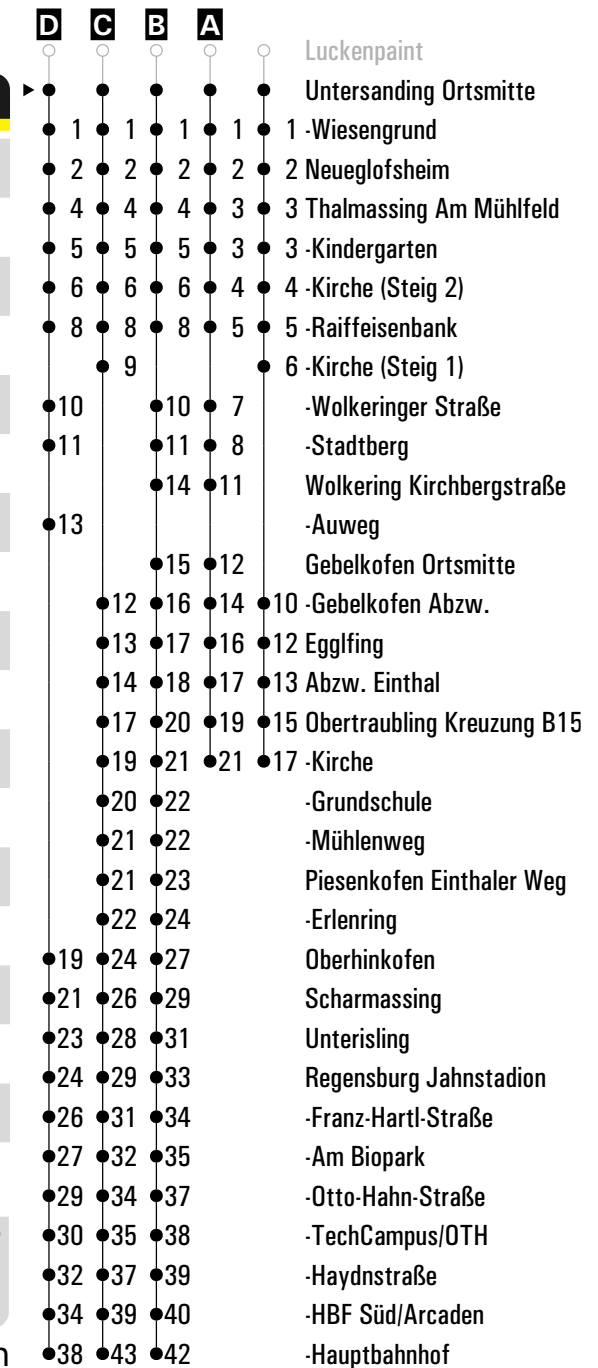 D C B A
Luckenpaint
Untersanding Ortsmitte
1 1 1 1 1 -Wiesengrund
2 2 2 2 2 Neueglofsheim
4 4 4 3 3 Thalmassing Am Mühlfeld
5 5 5 3 3 -Kindergarten
6 6 6 4 4 -Kirche (Steig 2)
8 8 8 5 5 -Raiffeisenbank
9 6 -Kirche (Steig 1)
10 10 7 -Wolkeringer Straße
11 11 8 -Stadtberg
14 11 Wolkering Kirchbergstraße
13 -Auweg
15 12 Gebelkofen Ortsmitte
12 16 14 10 -Gebelkofen Abzw.
13 17 16 12 Egglfing
14 18 17 13 Abzw. Einthal
17 20 19 15 Obertraubling Kreuzung B15
19 21 21 17 -Kirche
20 22 -Grundschule
21 22 -Mühlenweg
21 23 Piesenkofen Einthaler Weg
22 24 -Erlenring
19 24 27 Oberhinkofen
21 26 29 Scharmassing
23 28 31 Unterisling
24 29 33 Regensburg Jahnstadion
26 31 34 -Franz-Hartl-Straße
27 32 35 -Am Biopark
29 34 37 -Otto-Hahn-Straße
30 35 38 -TechCampus/OTH
32 37 39 -Haydnstraße
34 39 40 -HBF Süd/Arcaden
38 43 42 -Hauptbahnhof